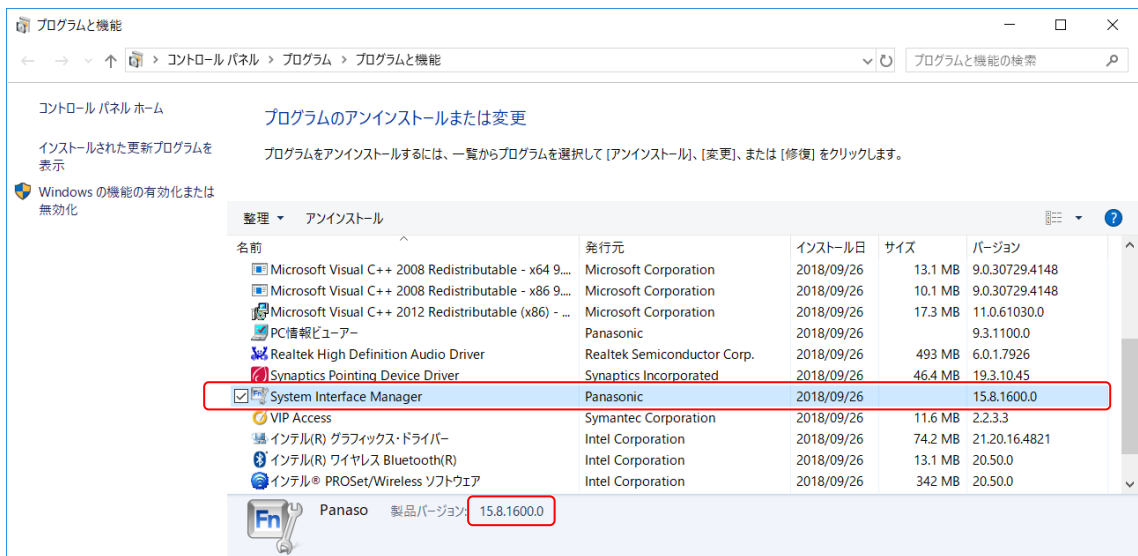 プログラムと機能
コントロール パネル > プログラム > プログラムと機能
プログラムと機能の検索
コントロール パネル ホーム
インストールされた更新プログラムを
表示
Windows の機能の有効化または
無効化
プログラムのアンインストールまたは変更
プログラムをアンインストールするには、一覧からプログラムを選択して [アンインストール]、[変更]、または [修復] をクリックします。
整理 アンインストール
名前 発行元 インストール日 サイズ バージョン
Microsoft Visual C++ 2008 Redistributable - x64 9.... Microsoft Corporation 2018/09/26 13.1 MB 9.0.30729.4148
Microsoft Visual C++ 2008 Redistributable - x86 9.... Microsoft Corporation 2018/09/26 10.1 MB 9.0.30729.4148
Microsoft Visual C++ 2012 Redistributable (x86) - ... Microsoft Corporation 2018/09/26 17.3 MB 11.0.61030.0
PC情報ビューアー Panasonic 2018/09/26 9.3.1100.0
Realtek High Definition Audio Driver Realtek Semiconductor Corp. 2018/09/26 493 MB 6.0.1.7926
Synaptics Pointing Device Driver Synaptics Incorporated 2018/09/26 46.4 MB 19.3.10.45
System Interface Manager Panasonic 2018/09/26 15.8.1600.0
VIP Access Symantec Corporation 2018/09/26 11.6 MB 2.2.3.3
インテル(R) グラフィックス・ドライバー Intel Corporation 2018/09/26 74.2 MB 21.20.16.4821
インテル(R) ワイヤレス Bluetooth(R) Intel Corporation 2018/09/26 13.1 MB 20.50.0
インテル® PROSet/Wireless ソフトウェア Intel Corporation 2018/09/26 342 MB 20.50.0
Fn Panaso 製品バージョン: 15.8.1600.0